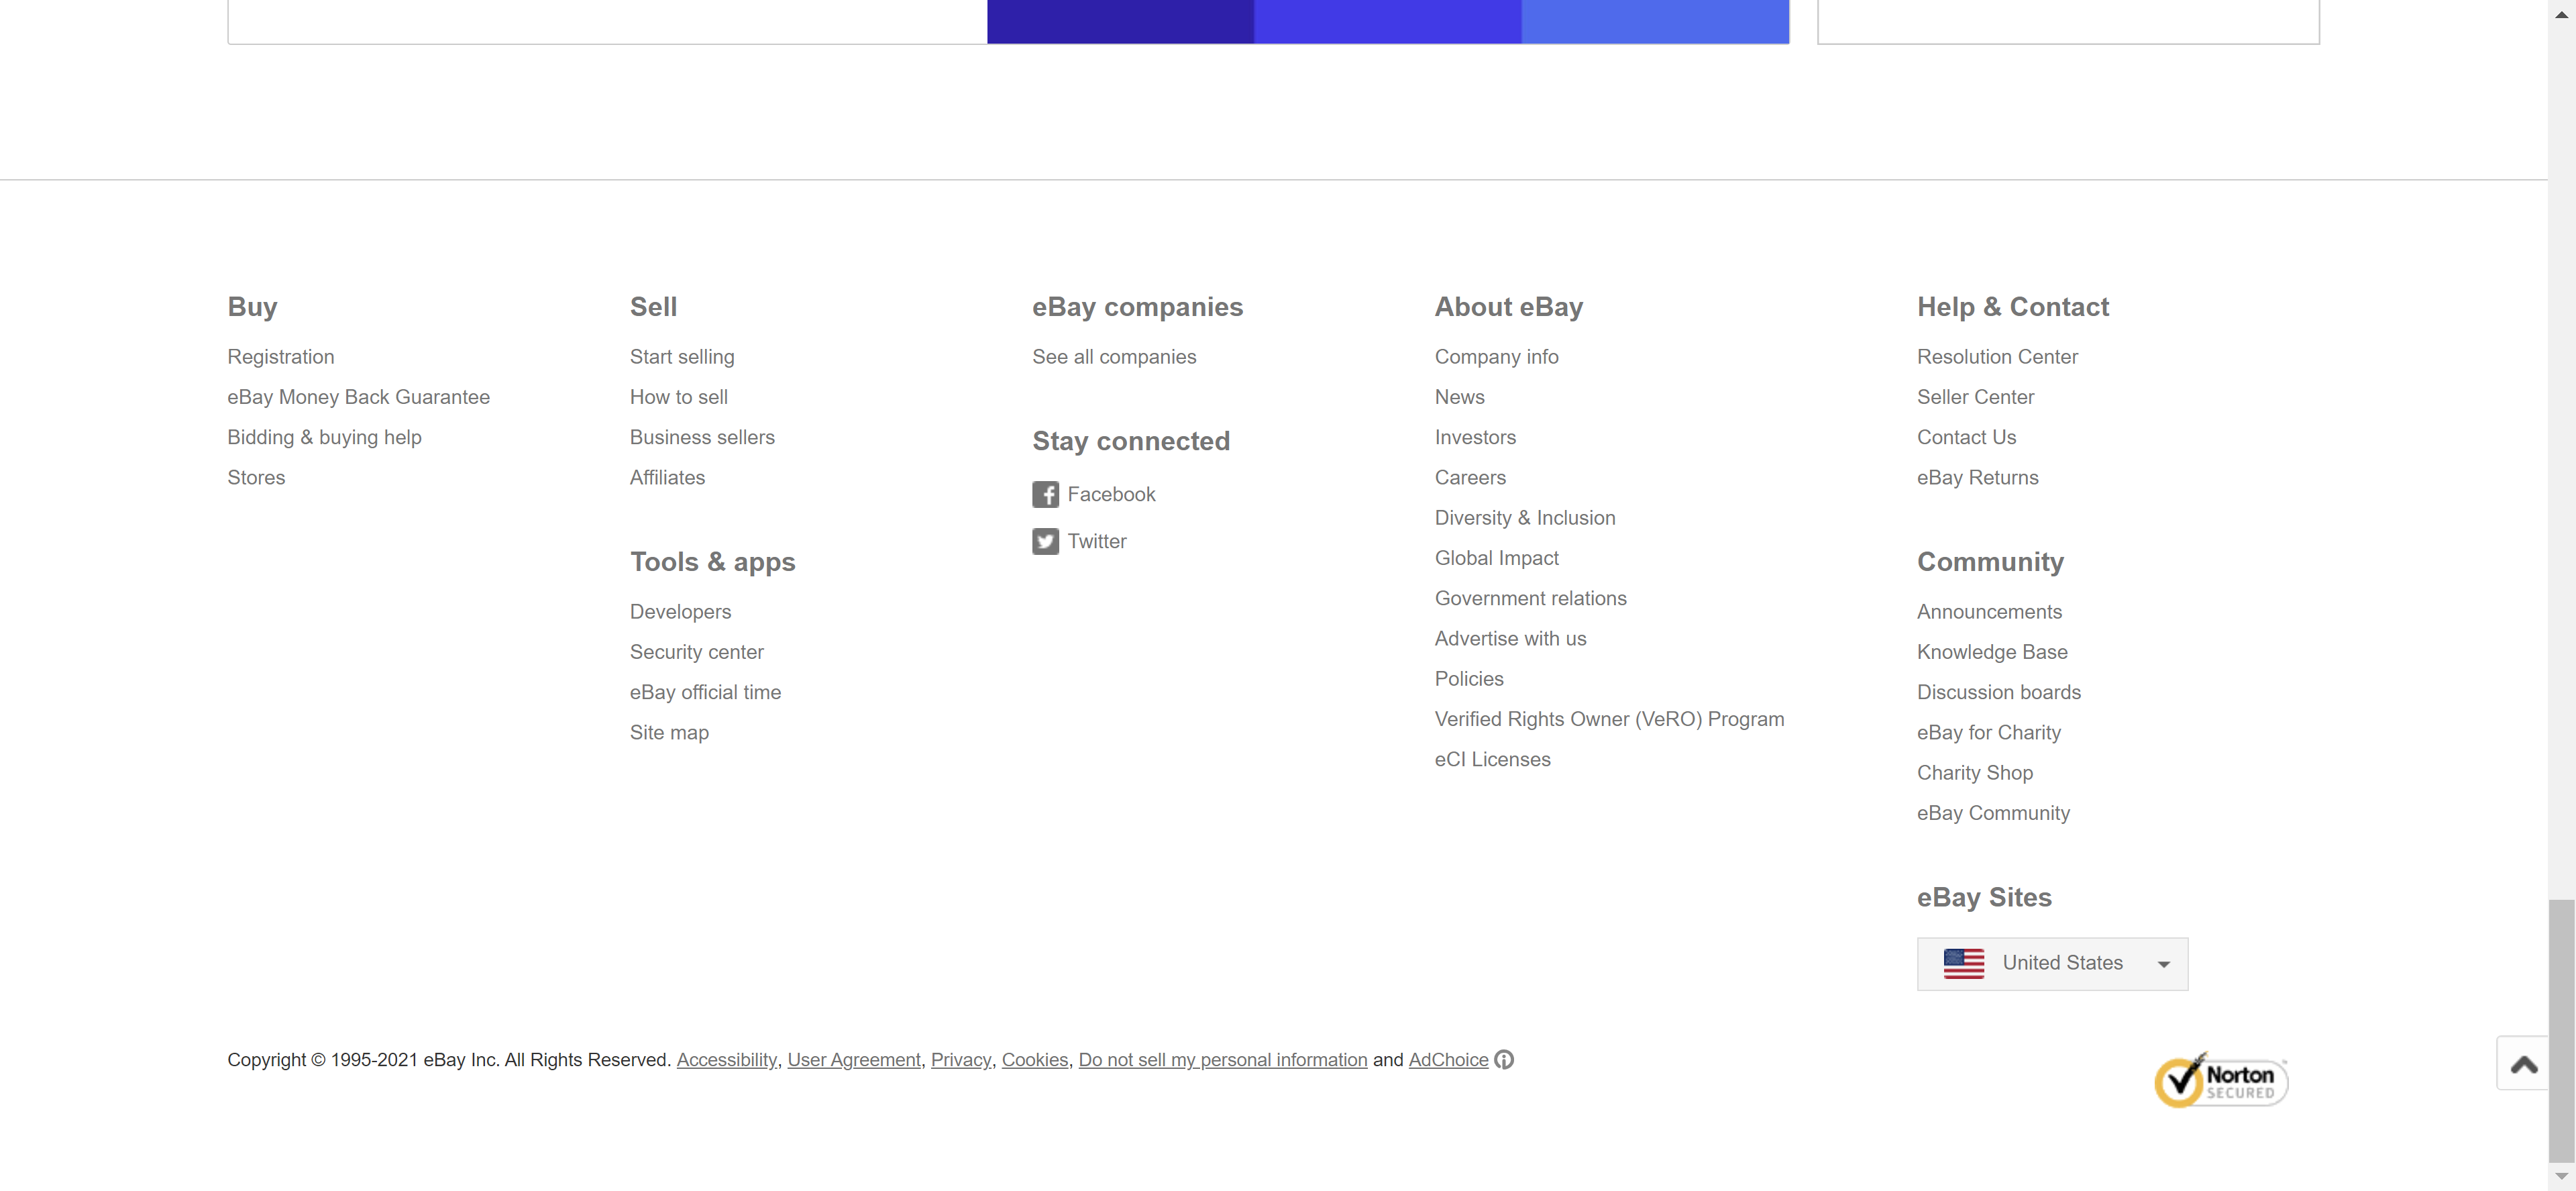 Buy
Registration
eBay Money Back Guarantee
Bidding & buying help
Stores
Sell
Start selling
How to sell
Business sellers
Affiliates
Tools & apps
Developers
Security center
eBay official time
Site map
eBay companies
See all companies
Stay connected
Facebook
Twitter
About eBay
Company info
News
Investors
Careers
Diversity & Inclusion
Global Impact
Government relations
Advertise with us
Policies
Verified Rights Owner (VeRO) Program
eCI Licenses
Help & Contact
Resolution Center
Seller Center
Contact Us
eBay Returns
Community
Announcements
Knowledge Base
Discussion boards
eBay for Charity
Charity Shop
eBay Community
eBay Sites
United States
Copyright © 1995-2021 eBay Inc. All Rights Reserved. Accessibility, User Agreement, Privacy, Cookies, Do not sell my personal information and AdChoice
Norton
SECURED